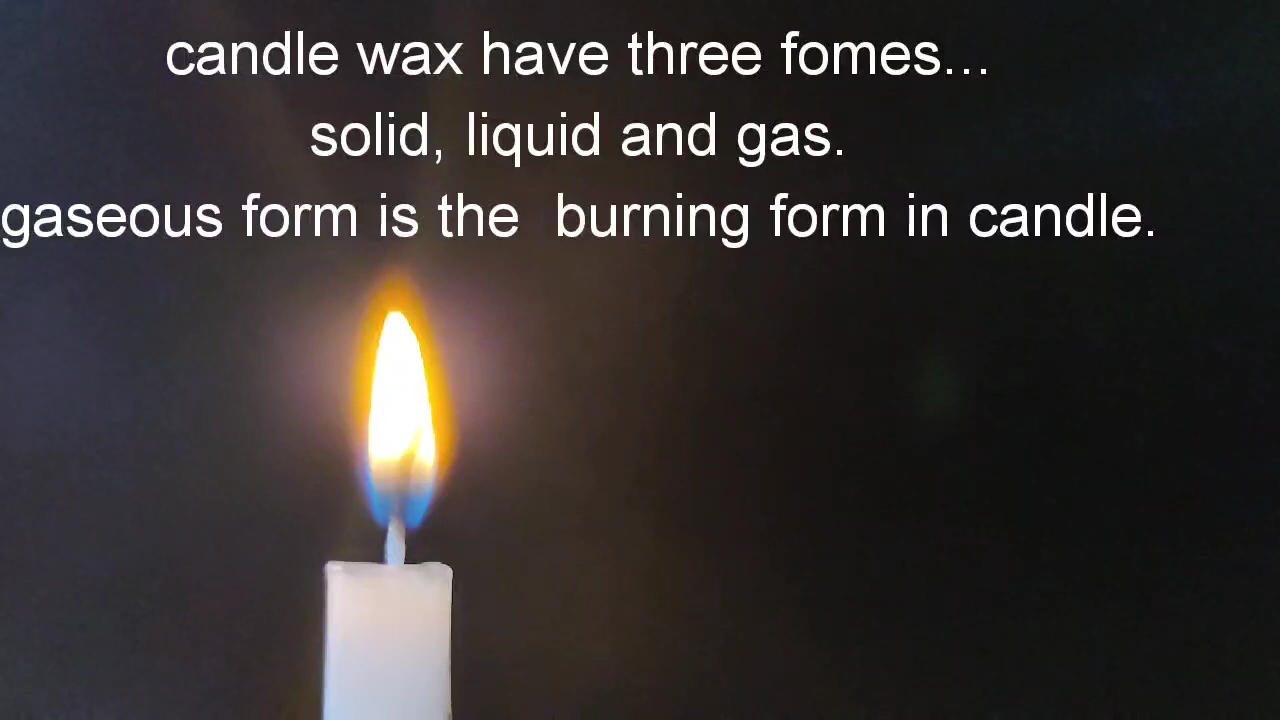 candle wax have three fomes...
solid, liquid and gas.
gaseous form is the  burning form in candle.